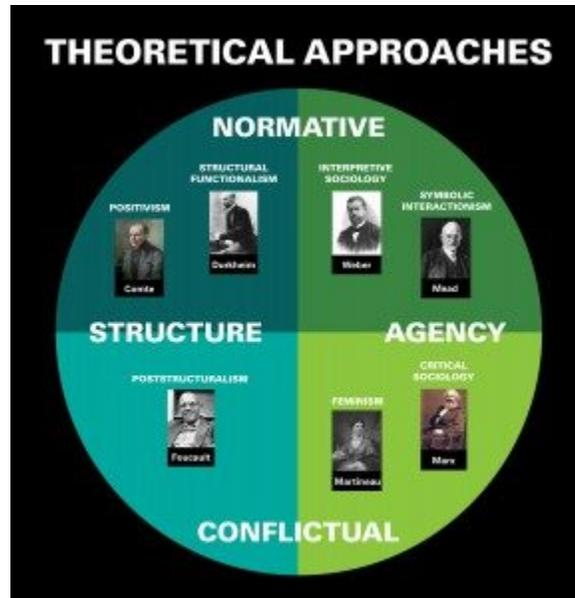 THEORETICAL APPROACHES
NORMATIVE
STRUCTURAL
FUNCTIONALISM
INTERPRETIVE
SOCIOLOGY
POSITIVISM
SYMBOLIC
INTERACTIONISM
Comte
Durkheim
Weber
Mead
STRUCTURE
AGENCY
POSTSTRUCTURALISM
CRITICAL
SOCIOLOGY
FEMINISM
Foucault
Martineau
Marx
CONFLICTUAL